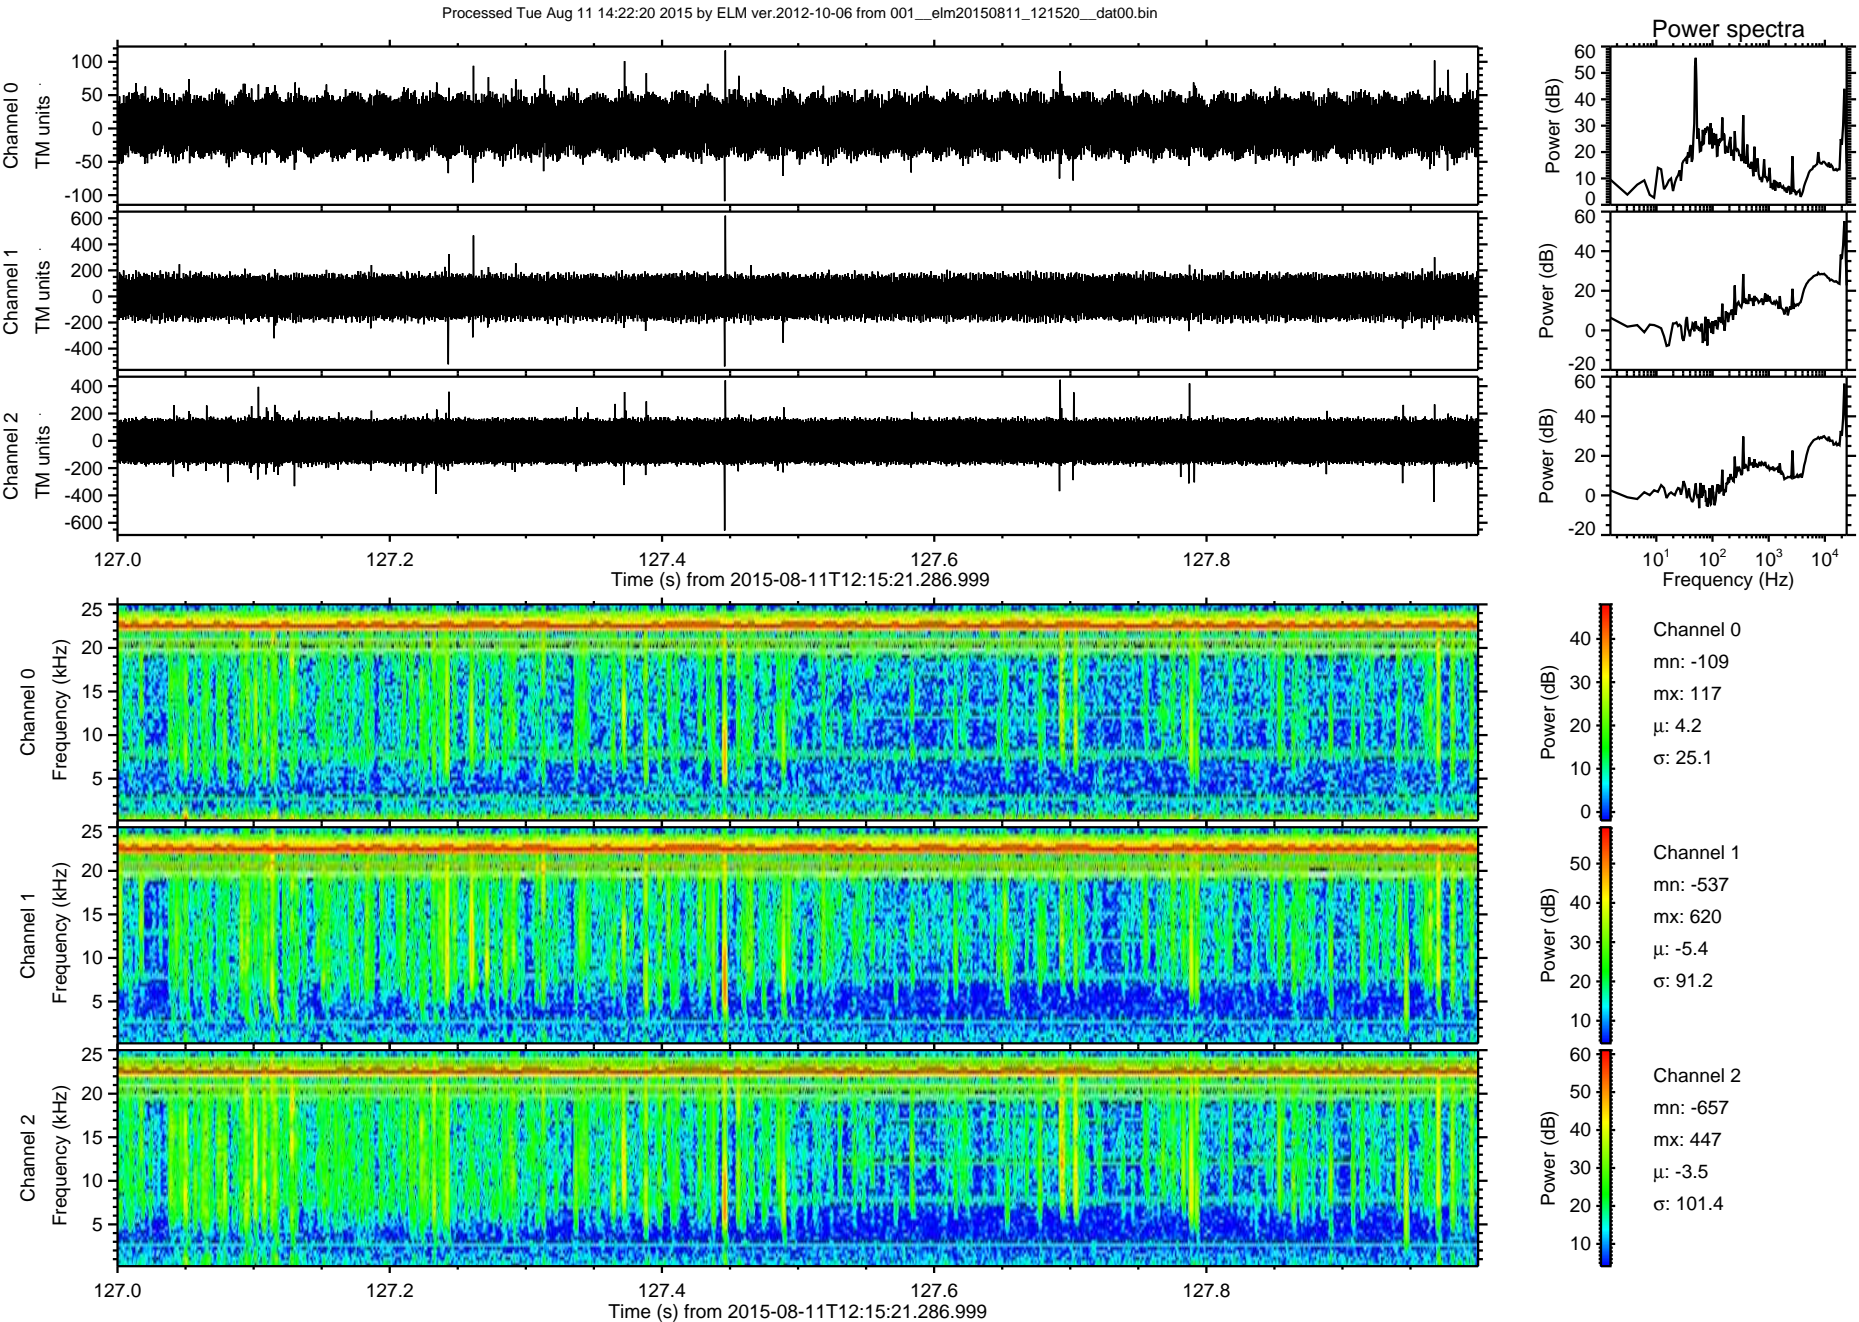 Processed Tue Aug 11 14:22:20 2015 by ELM ver.2012-10-06 from 001__elm20150811_121520__dat00.bin
Power spectra
Channel 0
TM units
100
50
0
-50
-100
Power (dB)
60
50
40
30
20
10
0
Channel 1
TM units
600
400
200
0
-200
-400
Power (dB)
60
40
20
0
-20
Channel 2
TM units
400
200
0
-200
-400
-600
Power (dB)
60
40
20
0
-20
127.0 127.2 127.4 127.6 127.8
Time (s) from 2015-08-11T12:15:21.286.999
10¹ 10² 10³ 10⁴
Frequency (Hz)
Channel 0
Frequency (kHz)
25
20
15
10
5
Power (dB)
40
30
20
10
0
Channel 0
mn: -109
mx: 117
μ: 4.2
σ: 25.1
Channel 1
Frequency (kHz)
25
20
15
10
5
Power (dB)
50
40
30
20
10
Channel 1
mn: -537
mx: 620
μ: -5.4
σ: 91.2
Channel 2
Frequency (kHz)
25
20
15
10
5
Power (dB)
60
50
40
30
20
10
Channel 2
mn: -657
mx: 447
μ: -3.5
σ: 101.4
127.0 127.2 127.4 127.6 127.8
Time (s) from 2015-08-11T12:15:21.286.999